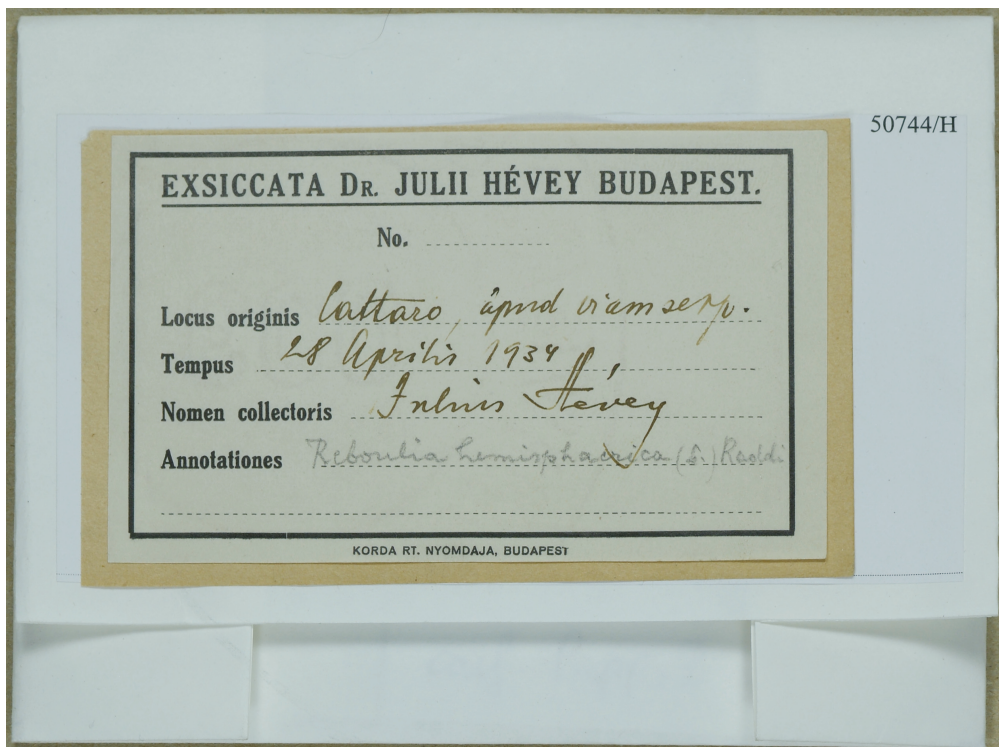 50744/H
EXSICCATA DR. JULII HÉVEY BUDAPEST.
No.
Locus originis Cattaro, apud viam serp.
Tempus 28 Aprilis 1934
Nomen collectoris Julius Hévey
Annotationes Reboulia hemisphaerica (L.) Raddi
KORDA RT. NYOMDAJA, BUDAPEST